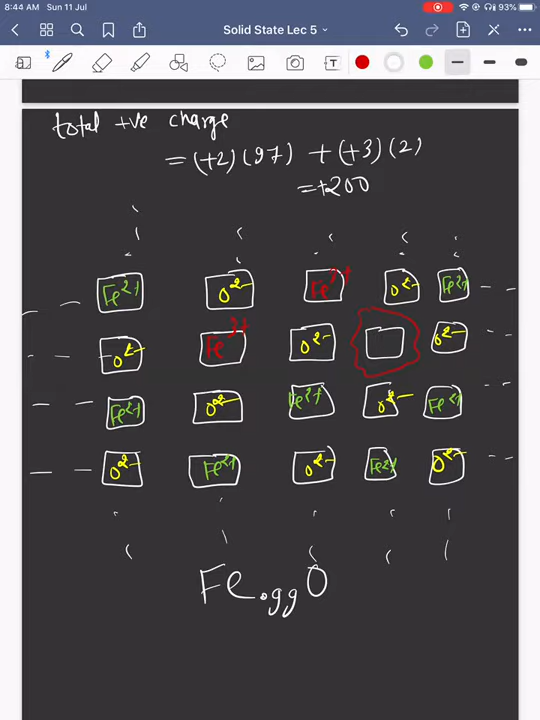 8:44 AM Sun 11 Jul 93%
Solid State Lec 5
T
total +ve charge
= (+2) (97) + (+3) (2)
= +200
Fe²⁺ O²⁻ Fe³⁺ O²⁻ Fe²⁺
O²⁻ Fe³⁺ O²⁻ O²⁻
Fe²⁺ O²⁻ Fe²⁺ O²⁻ Fe²⁺
O²⁻ Fe²⁺ O²⁻ Fe²⁺ O²⁻
Fe.₉₉O